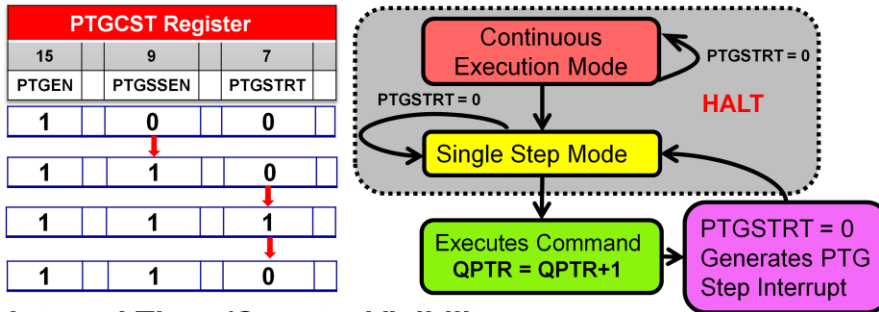 PTGCST Register
15 9 7
PTGEN PTGSSEN PTGSTRT
1 0 0
1 1 0
1 1 1
1 1 0
Continuous
Execution Mode
PTGSTRT = 0
HALT
PTGSTRT = 0
Single Step Mode
Executes Command
QPTR = QPTR+1
PTGSTRT = 0
Generates PTG
Step Interrupt